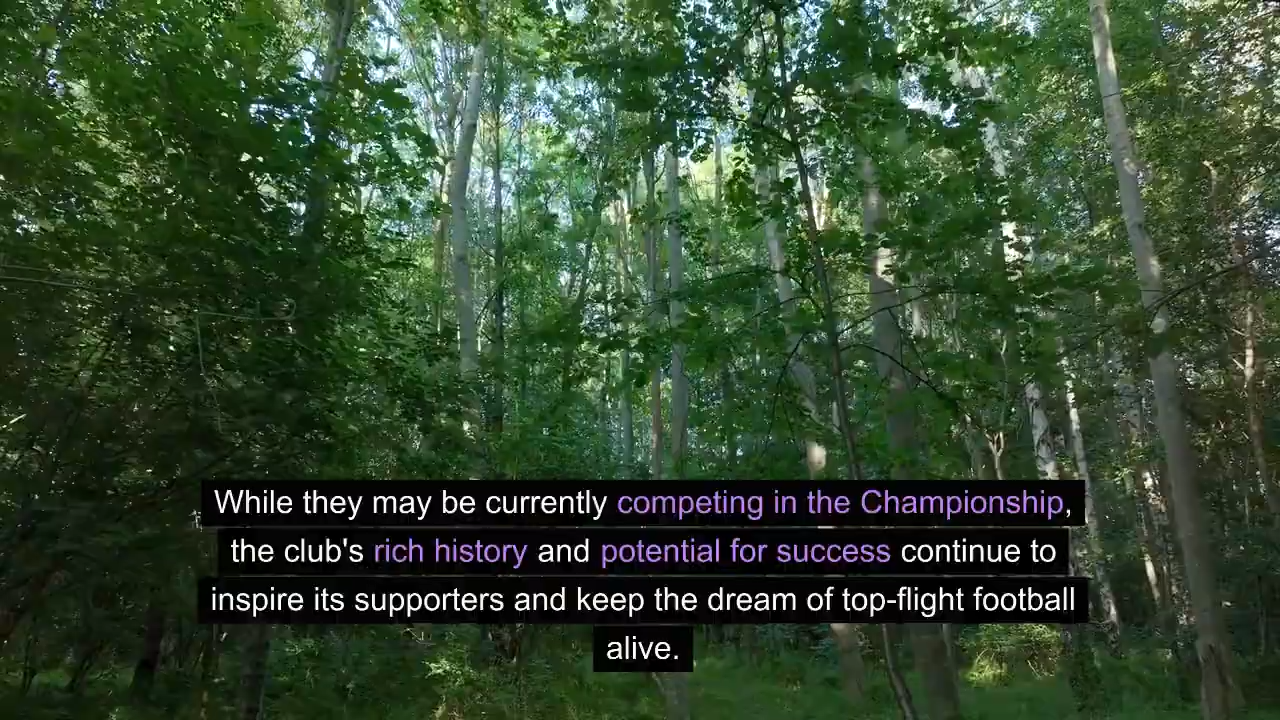 While they may be currently competing in the Championship,
the club's rich history and potential for success continue to
inspire its supporters and keep the dream of top-flight football
alive.